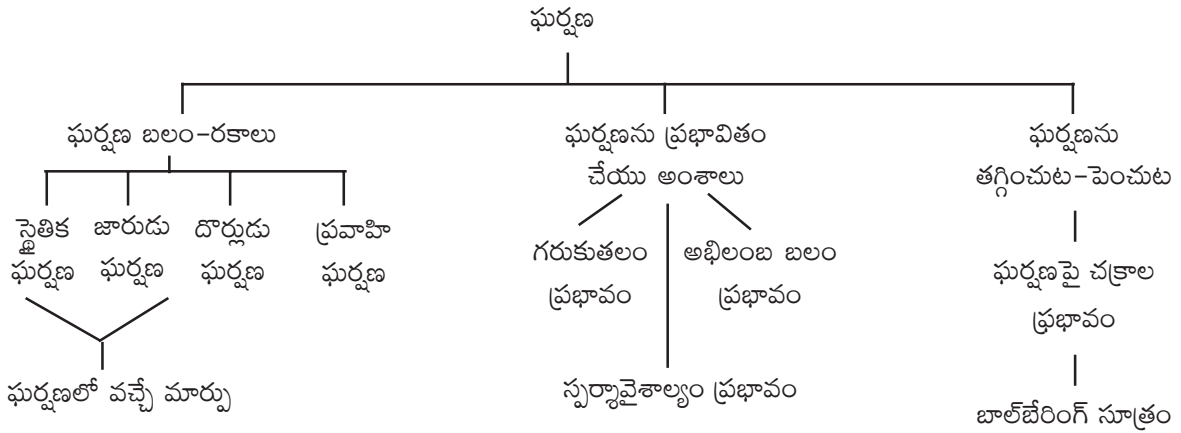 ఘర్షణ
ఘర్షణ బలం-రకాలు
ఘర్షణను ప్రభావితం
చేయు అంశాలు
ఘర్షణను
తగ్గించుట-పెంచుట
స్థైతిక
ఘర్షణ
జారుడు
ఘర్షణ
దొర్లుడు
ఘర్షణ
ప్రవాహి
ఘర్షణ
గరుకుతలం
ప్రభావం
అభిలంబ బలం
ప్రభావం
ఘర్షణపై చక్రాల
ప్రభావం
ఘర్షణలో వచ్చే మార్పు
స్పర్శావైశాల్యం ప్రభావం
బాల్‌బేరింగ్ సూత్రం